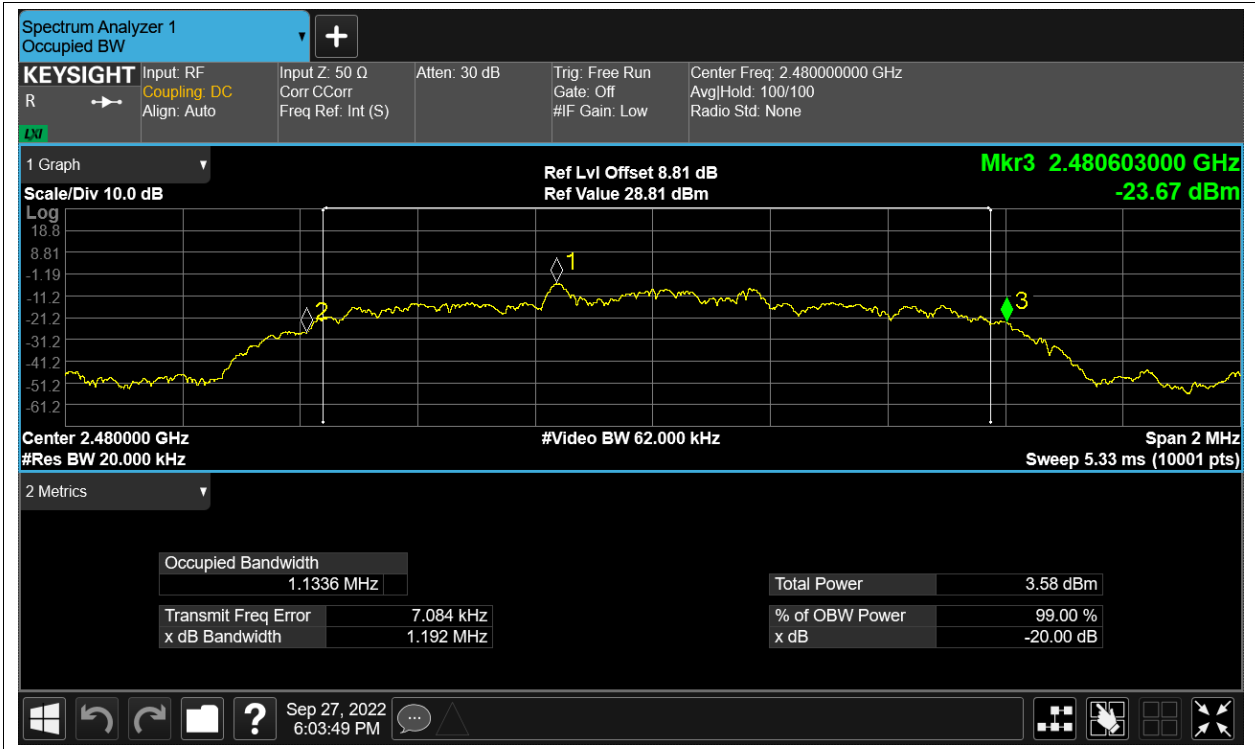 Spectrum Analyzer 1
Occupied BW
KEYSIGHT
R
LXI
Input: RF
Coupling: DC
Align: Auto
Input Z: 50 Ω
Corr CCorr
Freq Ref: Int (S)
Atten: 30 dB
Trig: Free Run
Gate: Off
#IF Gain: Low
Center Freq: 2.480000000 GHz
Avg|Hold: 100/100
Radio Std: None
1 Graph
Scale/Div 10.0 dB
Ref Lvl Offset 8.81 dB
Ref Value 28.81 dBm
Mkr3 2.480603000 GHz
-23.67 dBm
Log
18.8
8.81
-1.19
-11.2
-21.2
-31.2
-41.2
-51.2
-61.2
1
2
3
Center 2.480000 GHz
#Res BW 20.000 kHz
#Video BW 62.000 kHz
Span 2 MHz
Sweep 5.33 ms (10001 pts)
2 Metrics
Occupied Bandwidth
1.1336 MHz
Transmit Freq Error 7.084 kHz
x dB Bandwidth 1.192 MHz
Total Power 3.58 dBm
% of OBW Power 99.00 %
x dB -20.00 dB
?
Sep 27, 2022
6:03:49 PM